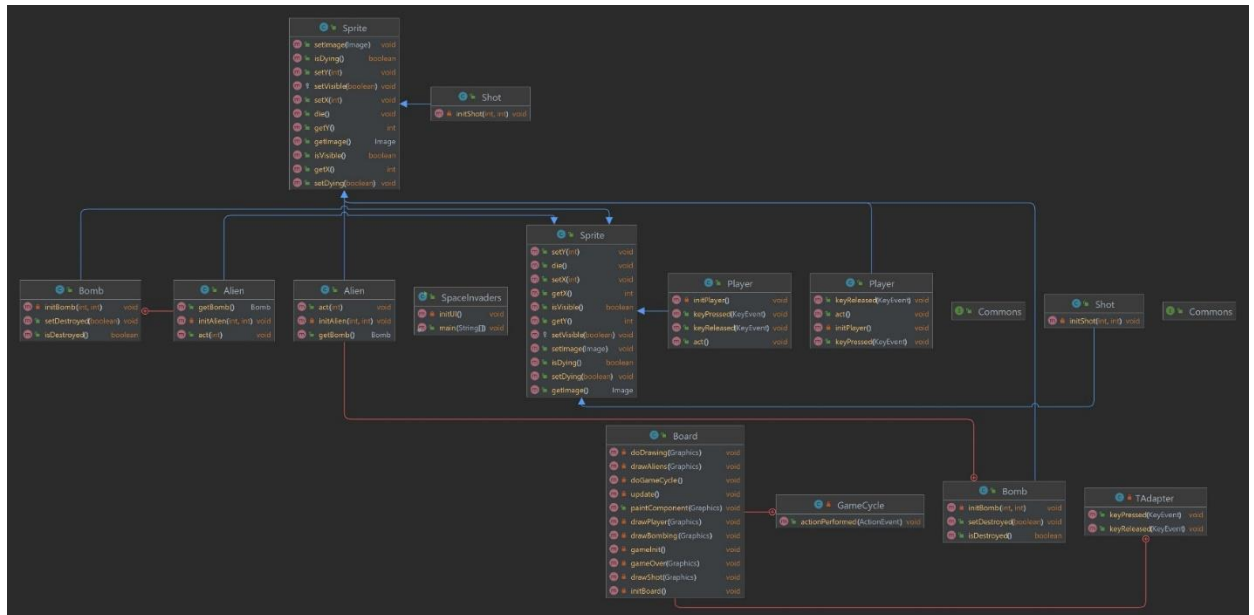 Sprite
setImage(Image) void
isDying() boolean
setY(int) void
setVisible(boolean) void
setX(int) void
die() void
getY() int
getImage() Image
isVisible() boolean
getX() int
setDying(boolean) void
Shot
initShot(int, int) void
Sprite
setY(int) void
die() void
setX(int) void
getX() int
isVisible() boolean
getY() int
setVisible(boolean) void
setImage(Image) void
isDying() boolean
setDying(boolean) void
getImage() Image
Bomb
initBomb(int, int) void
setDestroyed(boolean) void
isDestroyed() boolean
Alien
getBomb() Bomb
initAlien(int, int) void
act(int) void
Alien
act(int) void
initAlien(int, int) void
getBomb() Bomb
SpaceInvaders
initUI() void
main(String[]) void
Player
initPlayer() void
keyPressed(KeyEvent) void
keyReleased(KeyEvent) void
act() void
Player
keyReleased(KeyEvent) void
act() void
initPlayer() void
keyPressed(KeyEvent) void
Commons
Shot
initShot(int, int) void
Commons
Board
doDrawing(Graphics) void
drawAliens(Graphics) void
doGameCycle() void
update() void
paintComponent(Graphics) void
drawPlayer(Graphics) void
drawBombing(Graphics) void
gameInit() void
gameOver(Graphics) void
drawShot(Graphics) void
initBoard() void
GameCycle
actionPerformed(ActionEvent) void
Bomb
initBomb(int, int) void
setDestroyed(boolean) void
isDestroyed() boolean
TAdapter
keyPressed(KeyEvent) void
keyReleased(KeyEvent) void